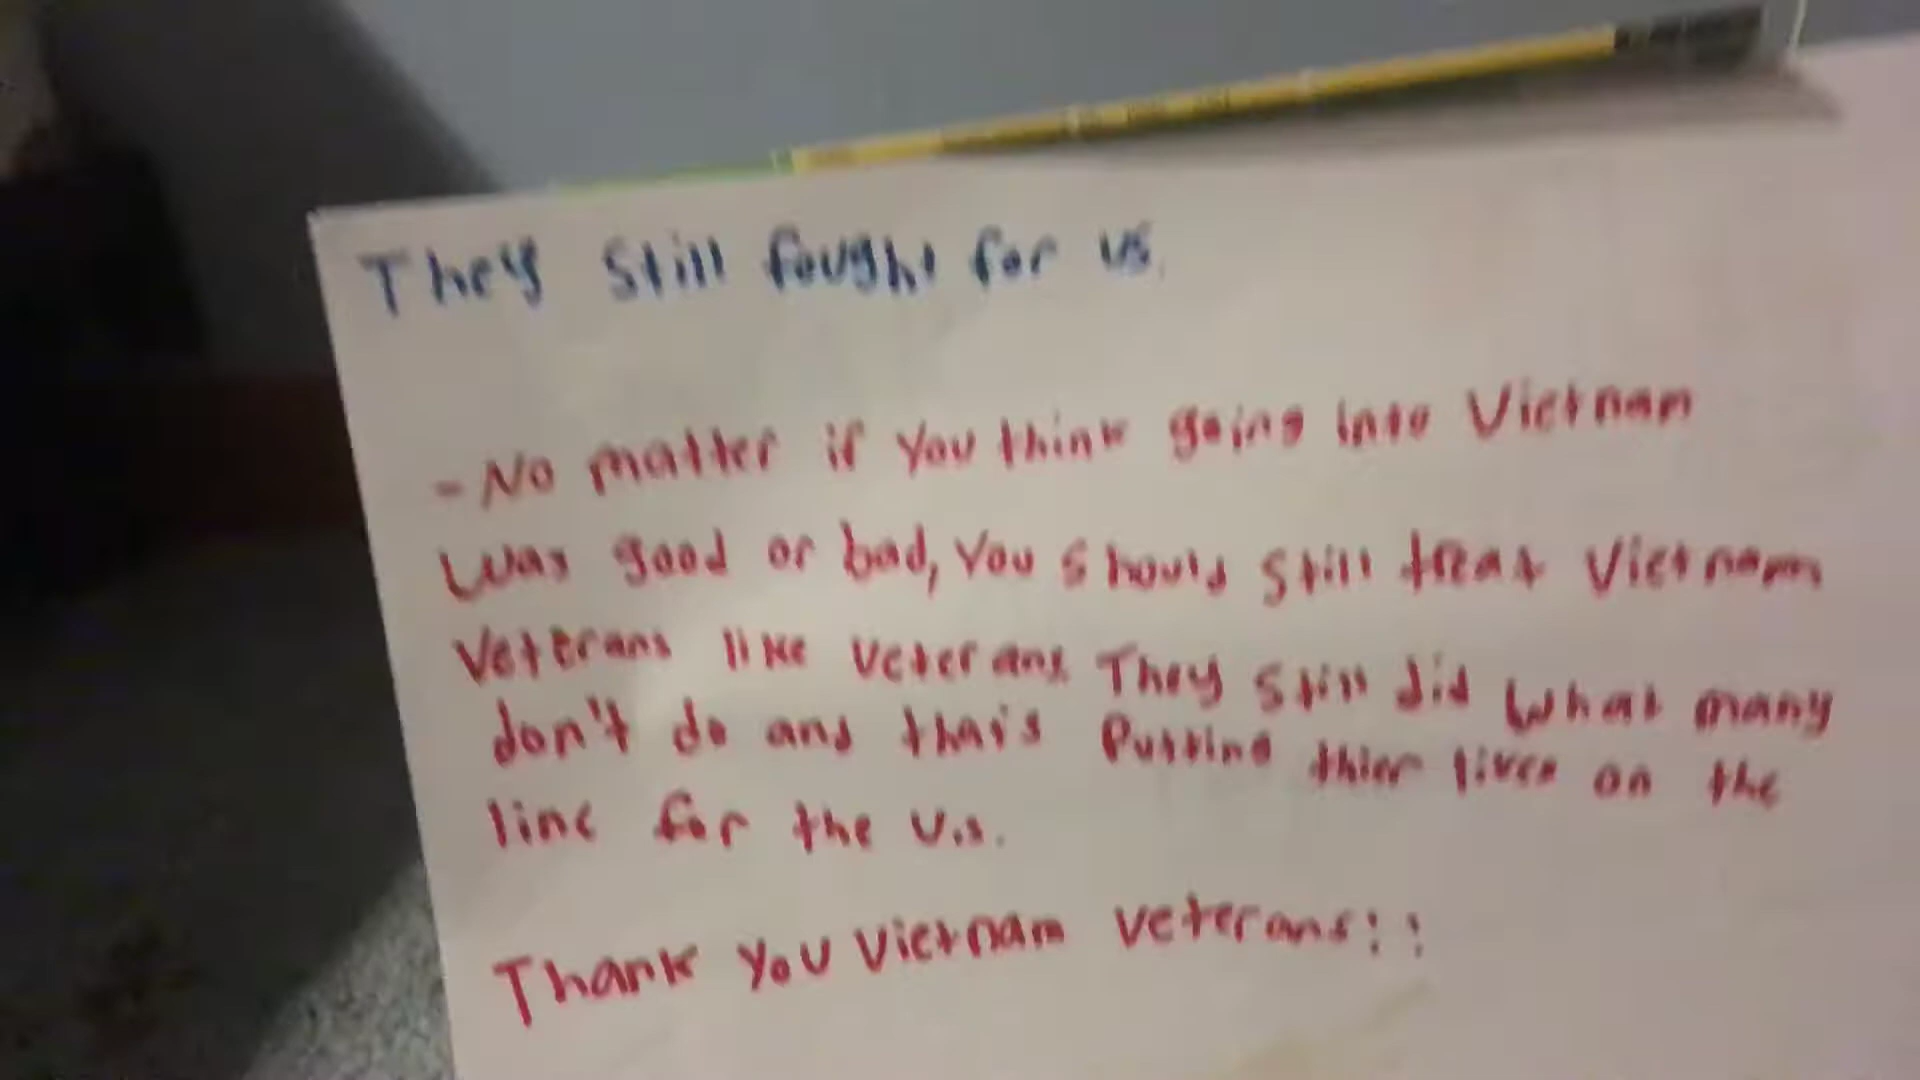 They still fought for us.
- No matter if you think going into Vietnam
Was good or bad, you should still treat Vietnam
Veterans like veterans. They still did what many
don't do and that's Putting thier lives on the
line for the U.S.
Thank you Vietnam veterans!!